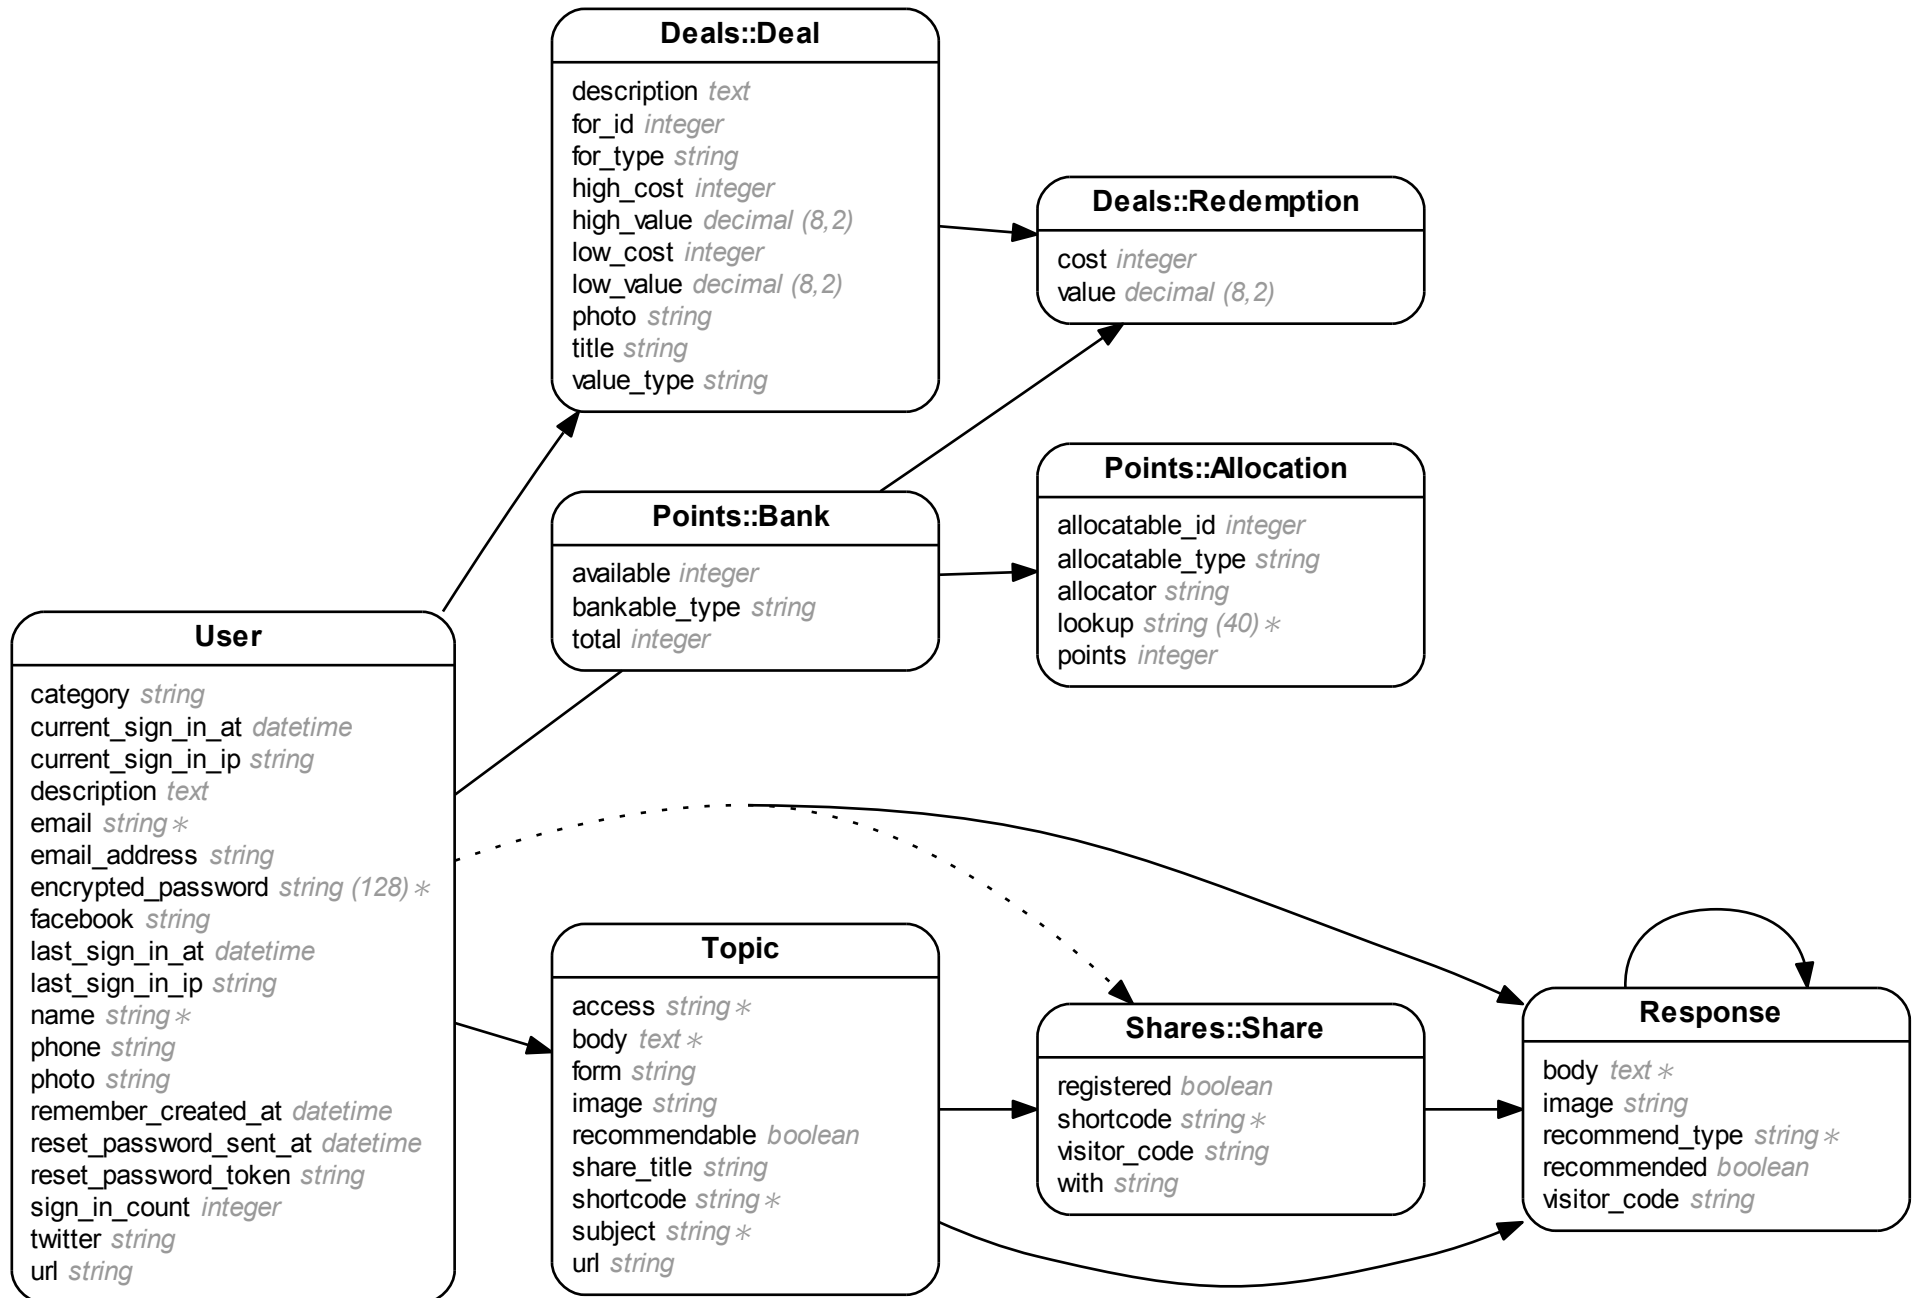 Deals::Deal
description text
for_id integer
for_type string
high_cost integer
high_value decimal (8,2)
low_cost integer
low_value decimal (8,2)
photo string
title string
value_type string
Deals::Redemption
cost integer
value decimal (8,2)
Points::Bank
available integer
bankable_type string
total integer
Points::Allocation
allocatable_id integer
allocatable_type string
allocator string
lookup string (40) *
points integer
User
category string
current_sign_in_at datetime
current_sign_in_ip string
description text
email string *
email_address string
encrypted_password string (128) *
facebook string
last_sign_in_at datetime
last_sign_in_ip string
name string *
phone string
photo string
remember_created_at datetime
reset_password_sent_at datetime
reset_password_token string
sign_in_count integer
twitter string
url string
Topic
access string *
body text *
form string
image string
recommendable boolean
share_title string
shortcode string *
subject string *
url string
Shares::Share
registered boolean
shortcode string *
visitor_code string
with string
Response
body text *
image string
recommend_type string *
recommended boolean
visitor_code string